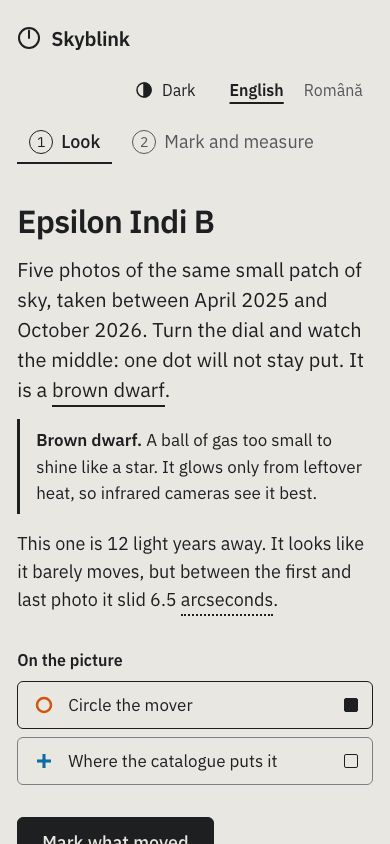 Skyblink
Dark English Română
1 Look 2 Mark and measure
Epsilon Indi B
Five photos of the same small patch of
sky, taken between April 2025 and
October 2026. Turn the dial and watch
the middle: one dot will not stay put. It
is a brown dwarf.
Brown dwarf. A ball of gas too small to
shine like a star. It glows only from leftover
heat, so infrared cameras see it best.
This one is 12 light years away. It looks like
it barely moves, but between the first and
last photo it slid 6.5 arcseconds.
On the picture
Circle the mover
Where the catalogue puts it
Mark what moved